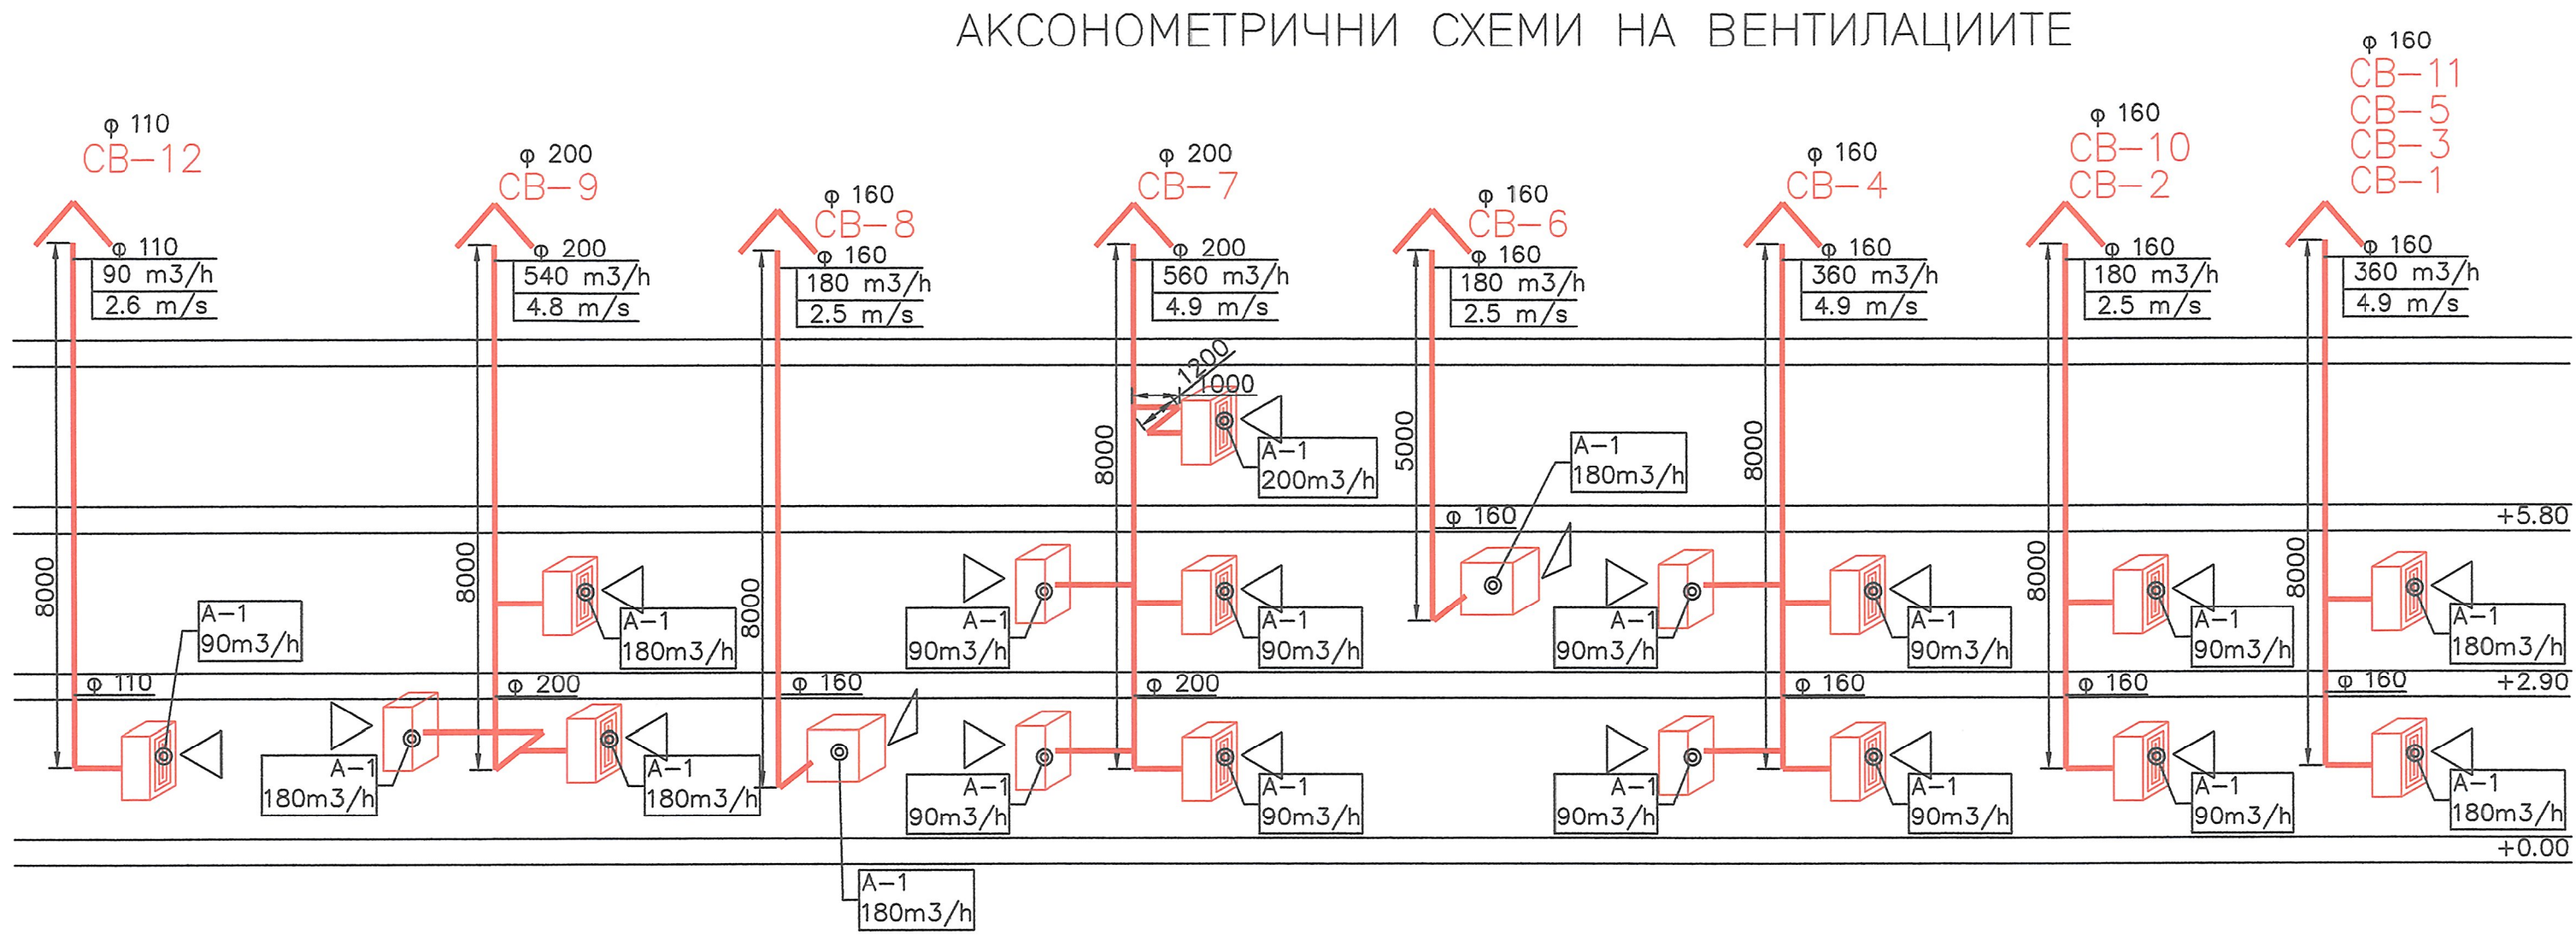 АКСОНОМЕТРИЧНИ СХЕМИ НА ВЕНТИЛАЦИИТЕ
φ 110
СВ-12
φ 110
90 m3/h
2.6 m/s
8000
A-1
90m3/h
φ 110
φ 200
СВ-9
φ 200
540 m3/h
4.8 m/s
8000
A-1
180m3/h
φ 200
A-1
180m3/h
A-1
180m3/h
φ 160
СВ-8
φ 160
180 m3/h
2.5 m/s
8000
φ 160
A-1
180m3/h
φ 200
СВ-7
φ 200
560 m3/h
4.9 m/s
1200
1000
8000
A-1
200m3/h
A-1
90m3/h
A-1
90m3/h
φ 200
A-1
90m3/h
A-1
90m3/h
φ 160
СВ-6
φ 160
180 m3/h
2.5 m/s
5000
A-1
180m3/h
φ 160
φ 160
СВ-4
φ 160
360 m3/h
4.9 m/s
8000
A-1
90m3/h
A-1
90m3/h
φ 160
A-1
90m3/h
A-1
90m3/h
φ 160
СВ-10
СВ-2
φ 160
180 m3/h
2.5 m/s
8000
A-1
90m3/h
φ 160
A-1
90m3/h
φ 160
СВ-11
СВ-5
СВ-3
СВ-1
φ 160
360 m3/h
4.9 m/s
8000
A-1
180m3/h
φ 160
A-1
180m3/h
+5.80
+2.90
+0.00